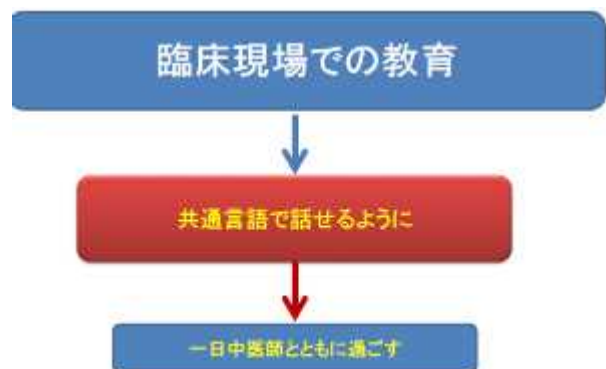 臨床現場での教育
共通言語で話せるように
一日中医師とともに過ごす